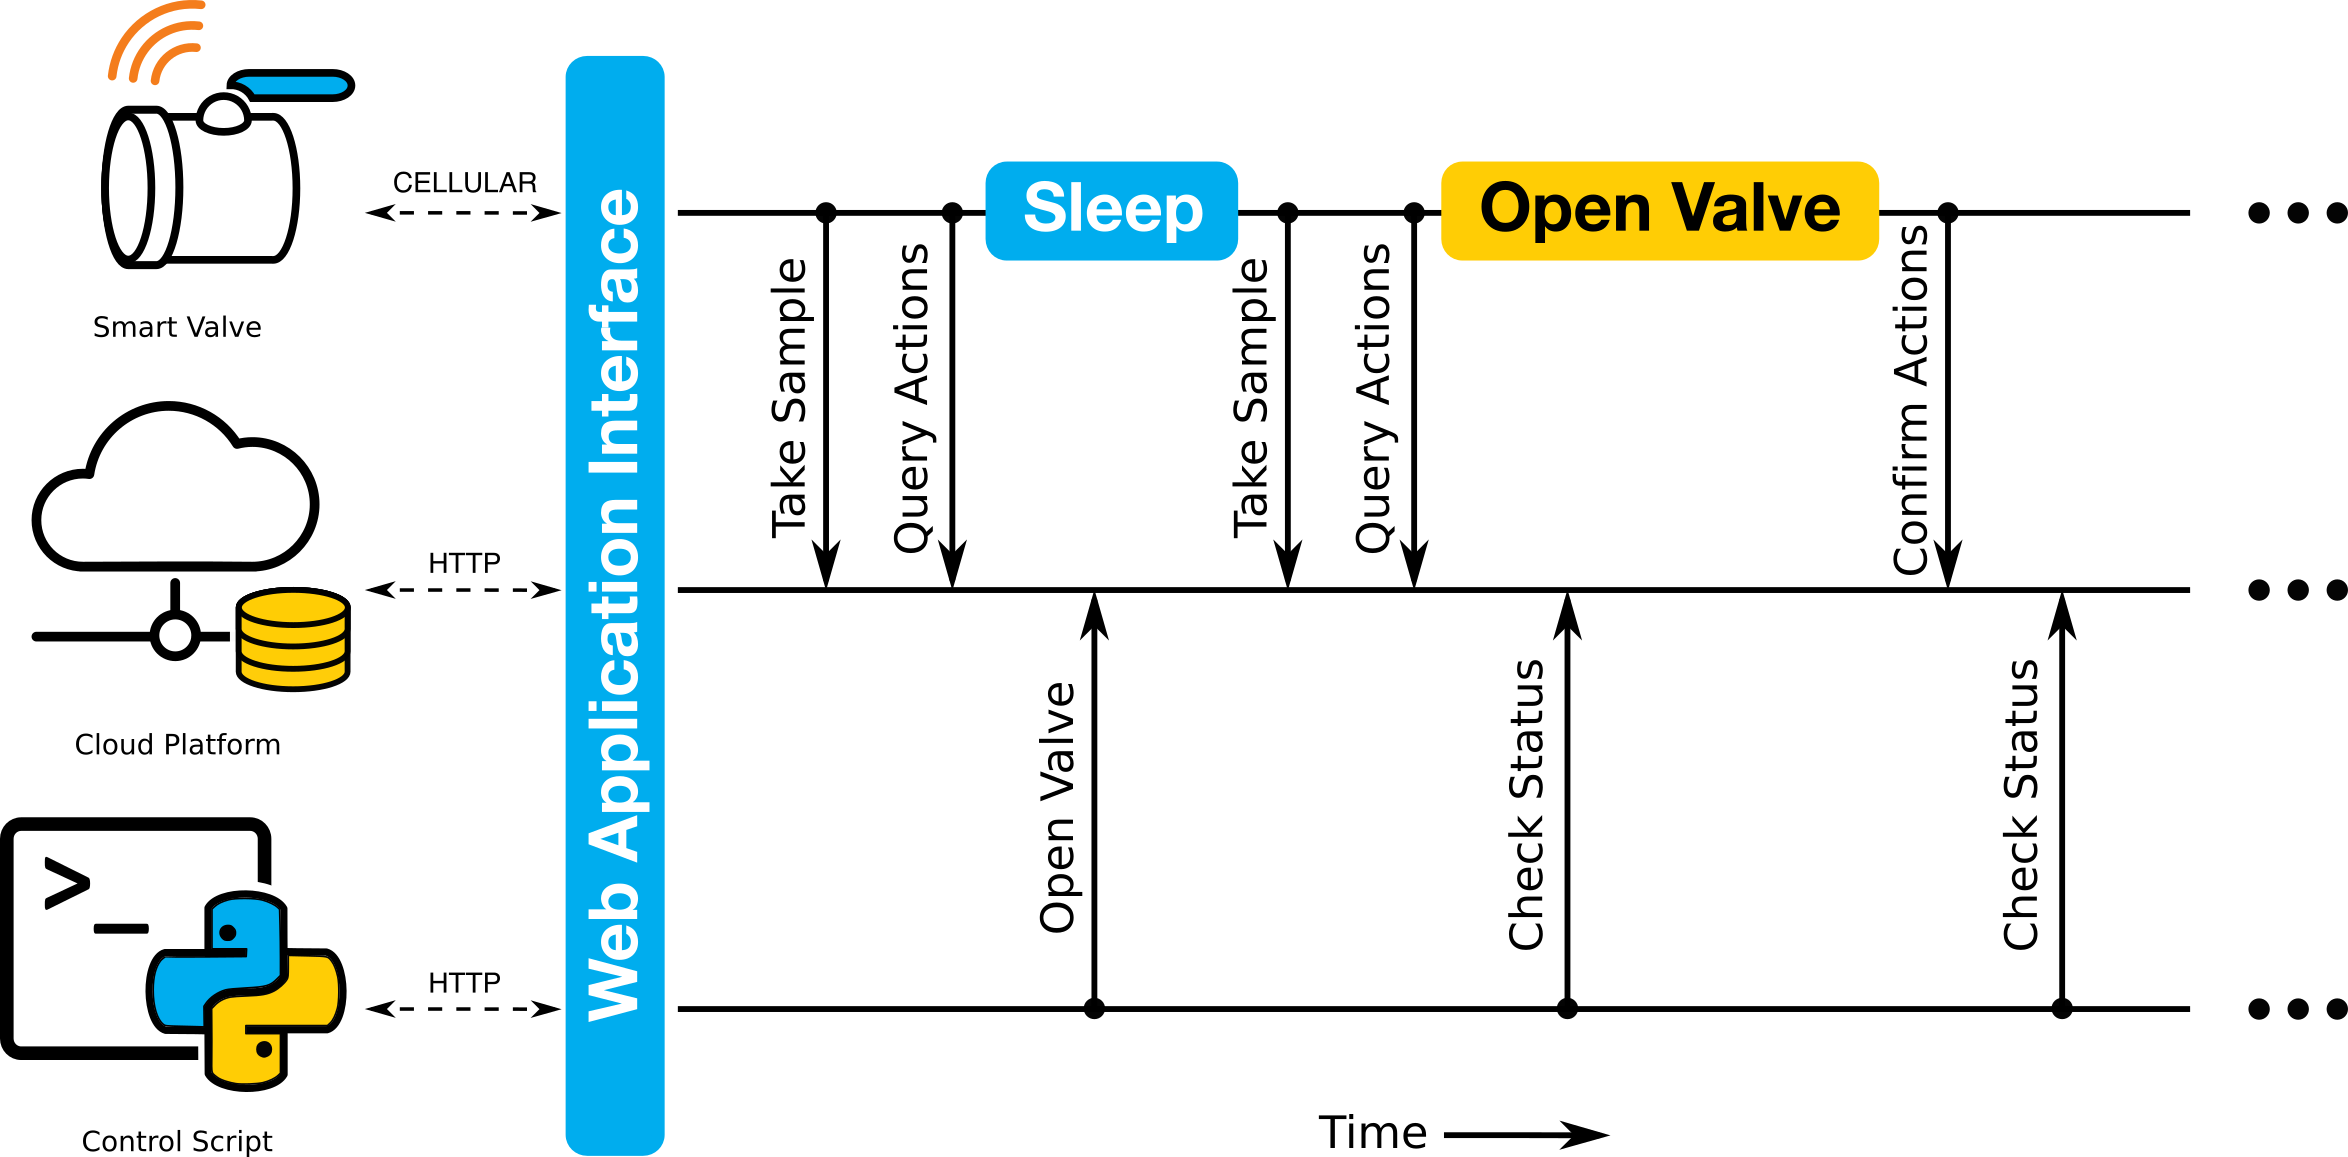 Smart Valve
CELLULAR
Cloud Platform
HTTP
>_
Control Script
HTTP
Web Application Interface
Take Sample
Query Actions
Sleep
Take Sample
Query Actions
Open Valve
Confirm Actions
Open Valve
Check Status
Check Status
Time